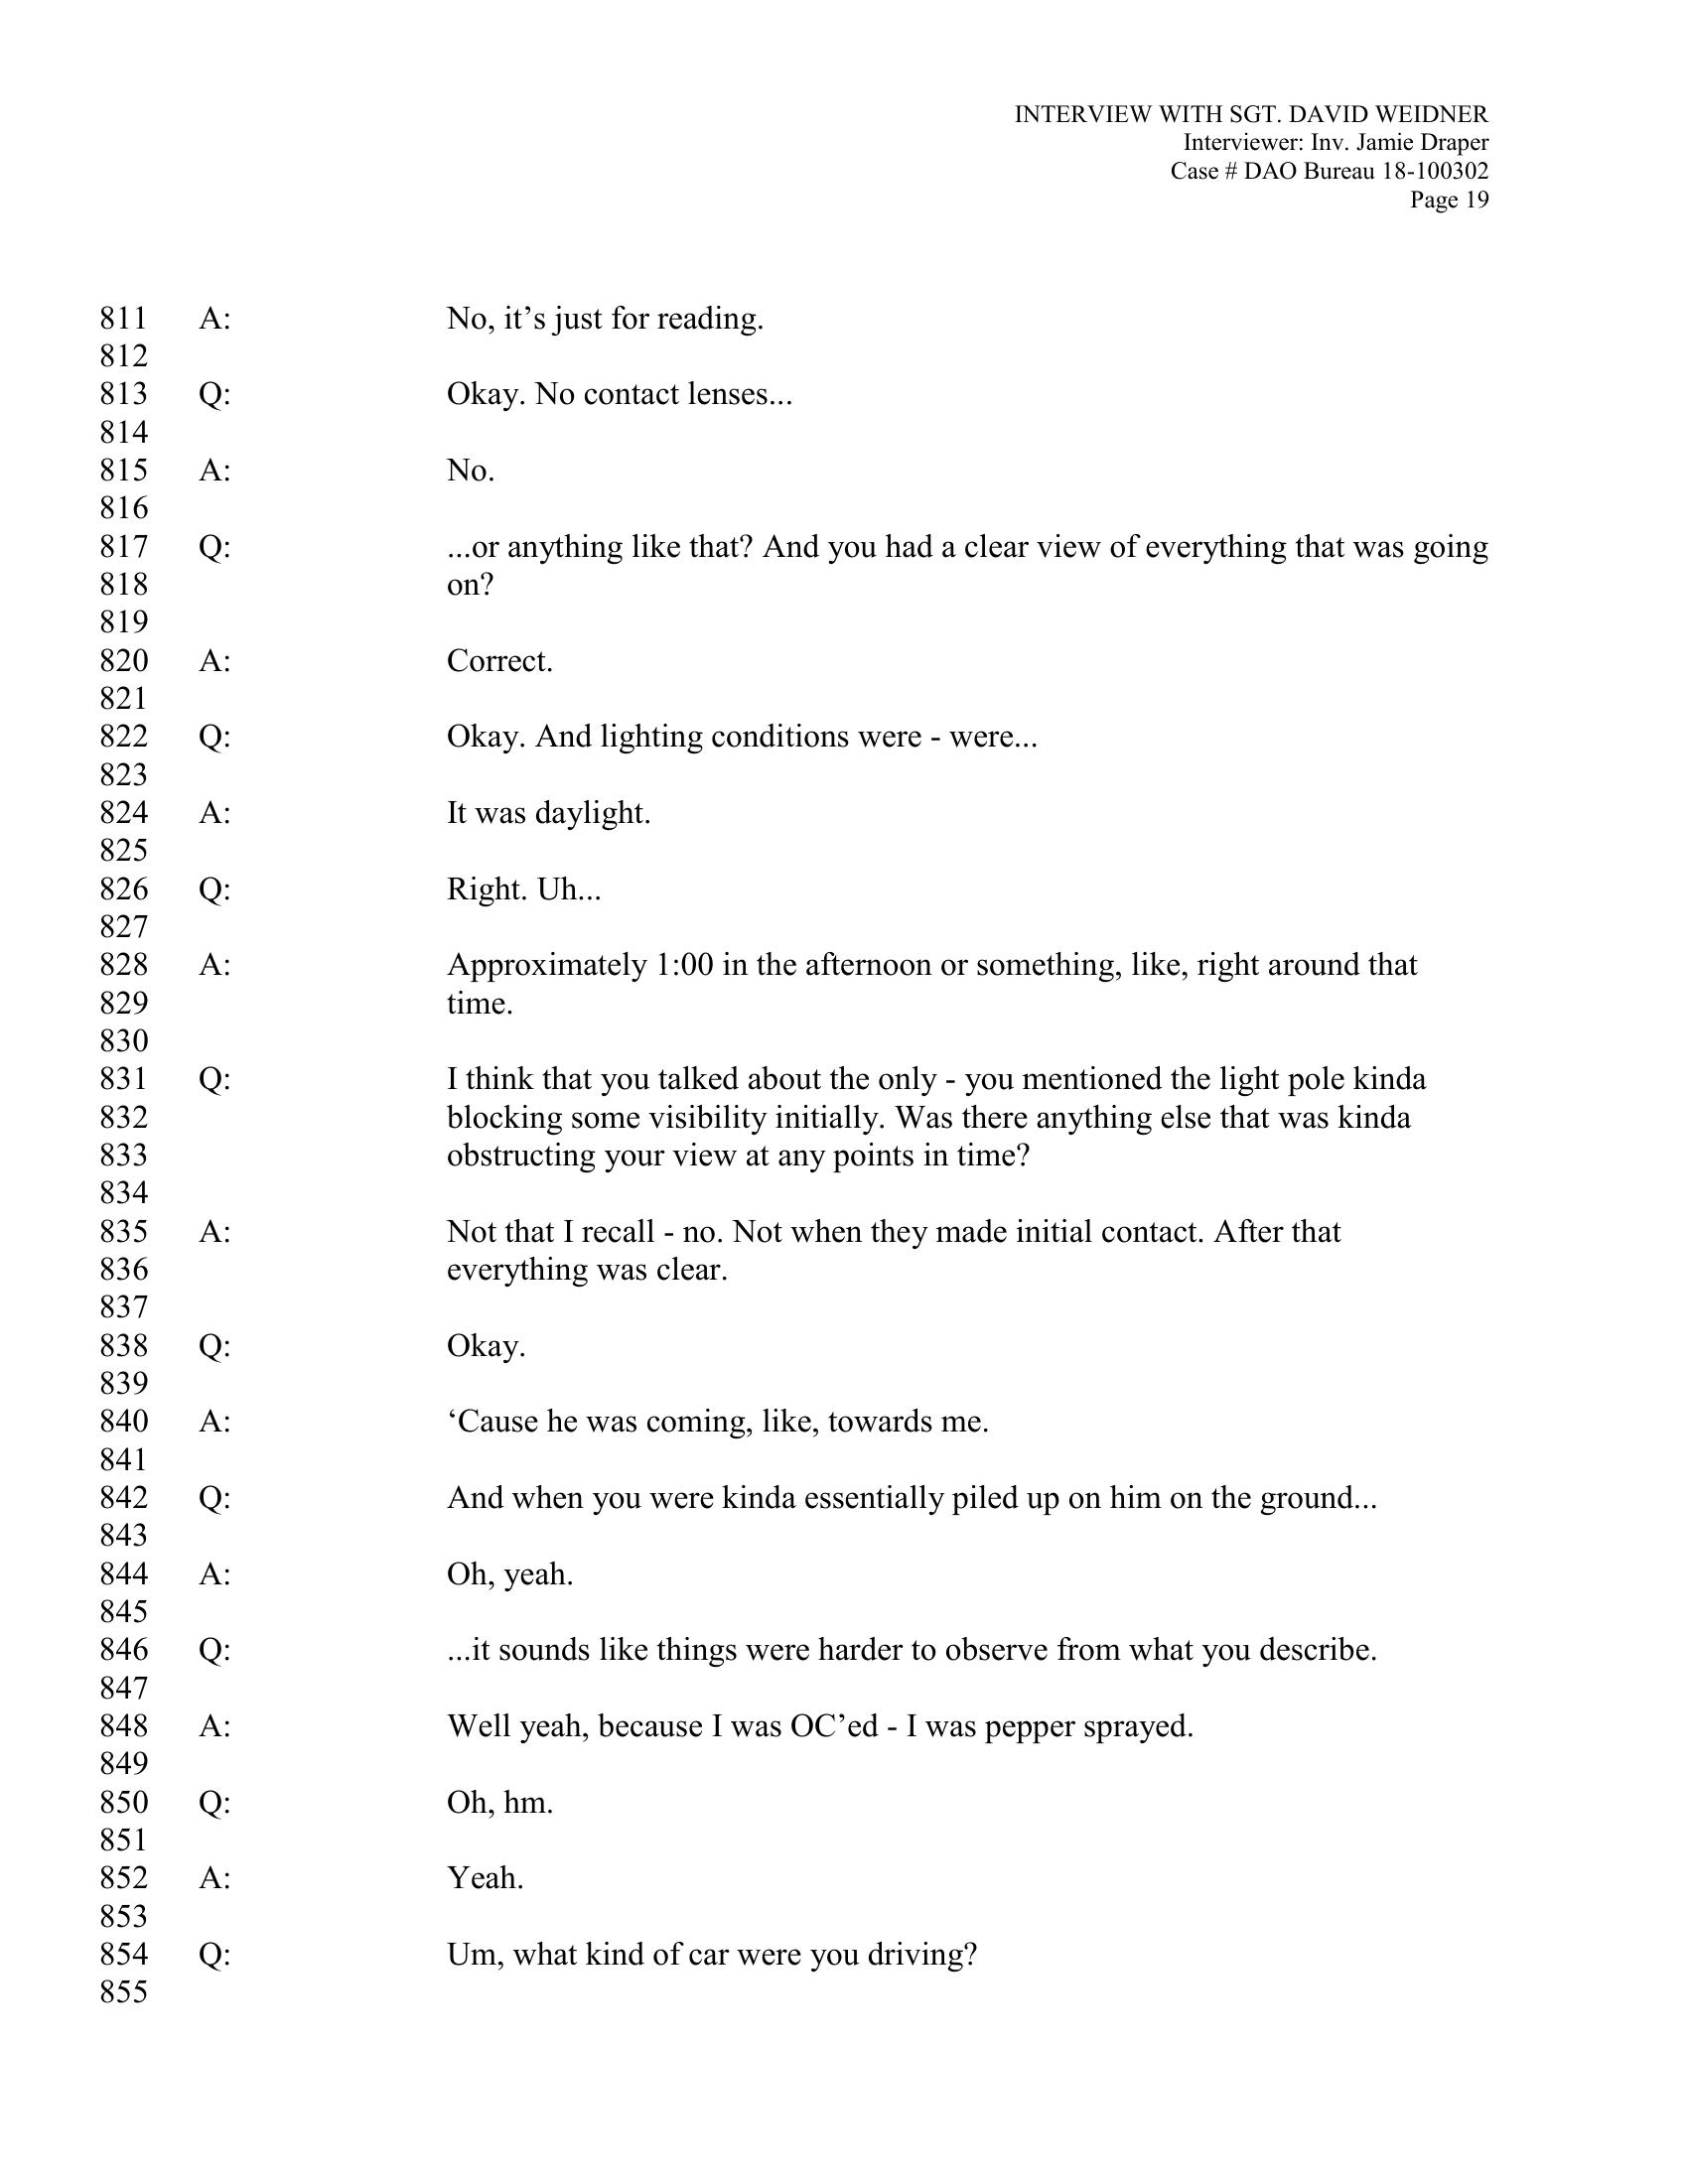 INTERVIEW WITH SGT. DAVID WEIDNER
Interviewer: Inv. Jamie Draper
Case # DAO Bureau 18-100302
Page 19
811 A: No, it’s just for reading.
812
813 Q: Okay. No contact lenses...
814
815 A: No.
816
817 Q: ...or anything like that? And you had a clear view of everything that was going
818 on?
819
820 A: Correct.
821
822 Q: Okay. And lighting conditions were - were...
823
824 A: It was daylight.
825
826 Q: Right. Uh...
827
828 A: Approximately 1:00 in the afternoon or something, like, right around that
829 time.
830
831 Q: I think that you talked about the only - you mentioned the light pole kinda
832 blocking some visibility initially. Was there anything else that was kinda
833 obstructing your view at any points in time?
834
835 A: Not that I recall - no. Not when they made initial contact. After that
836 everything was clear.
837
838 Q: Okay.
839
840 A: ‘Cause he was coming, like, towards me.
841
842 Q: And when you were kinda essentially piled up on him on the ground...
843
844 A: Oh, yeah.
845
846 Q: ...it sounds like things were harder to observe from what you describe.
847
848 A: Well yeah, because I was OC’ed - I was pepper sprayed.
849
850 Q: Oh, hm.
851
852 A: Yeah.
853
854 Q: Um, what kind of car were you driving?
855